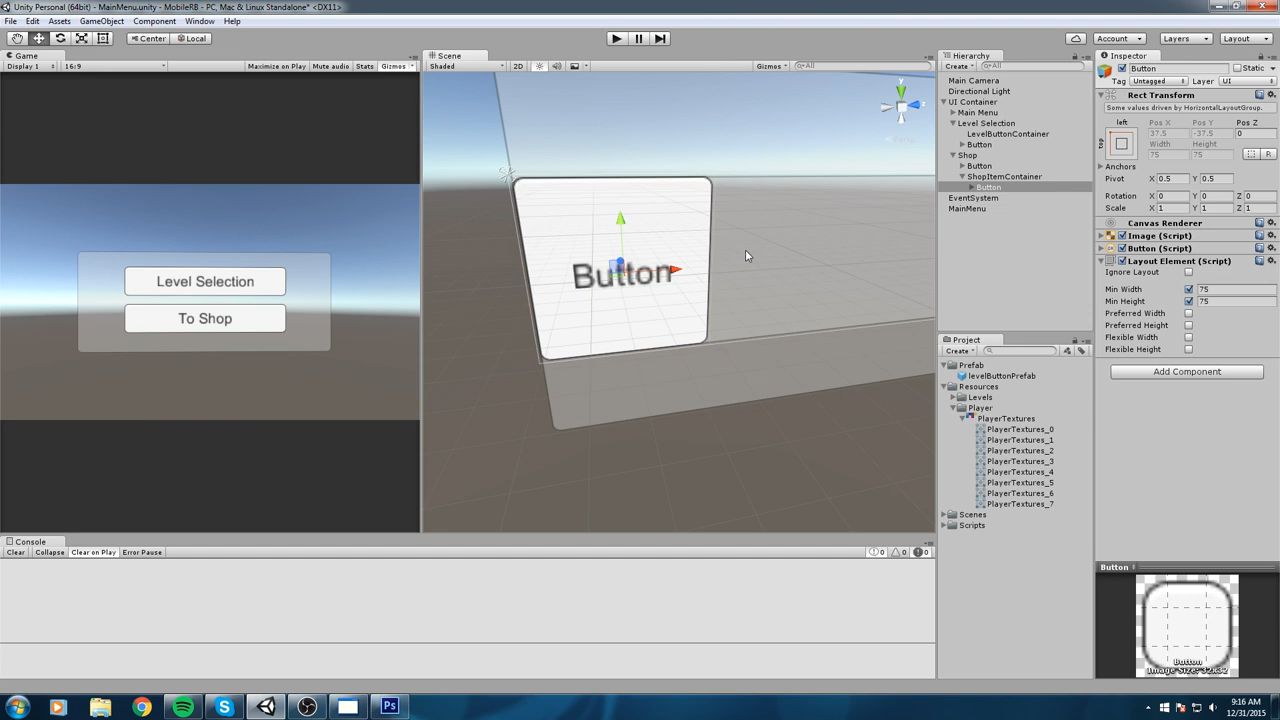 Unity Personal (64bit) - MainMenu.unity - MobileRB - PC, Mac & Linux Standalone* <DX11>
File Edit Assets GameObject Component Window Help
Center Local Account Layers Layout
Game
Display 1 16:9 Maximize on Play Mute audio Stats Gizmos
Level Selection
To Shop
Scene
Shaded 2D Gizmos All
y
z
Button
Hierarchy
Create All
Main Camera
Directional Light
UI Container
Main Menu
Level Selection
LevelButtonContainer
Button
Shop
Button
ShopItemContainer
Button
EventSystem
MainMenu
Project
Create
Prefab
levelButtonPrefab
Resources
Levels
Player
PlayerTextures
PlayerTextures_0
PlayerTextures_1
PlayerTextures_2
PlayerTextures_3
PlayerTextures_4
PlayerTextures_5
PlayerTextures_6
PlayerTextures_7
Scenes
Scripts
Inspector
Button Static
Tag Untagged Layer UI
Rect Transform
Some values driven by HorizontalLayoutGroup.
left Pos X Pos Y Pos Z
top 37.5 -37.5 0
Width Height
75 75 R
Anchors
Pivot X 0.5 Y 0.5
Rotation X 0 Y 0 Z 0
Scale X 1 Y 1 Z 1
Canvas Renderer
Image (Script)
Button (Script)
Layout Element (Script)
Ignore Layout
Min Width 75
Min Height 75
Preferred Width
Preferred Height
Flexible Width
Flexible Height
Add Component
Button
Button
Image Size: 32x32
Console
Clear Collapse Clear on Play Error Pause 0 0 0
Ps
9:16 AM
12/31/2015